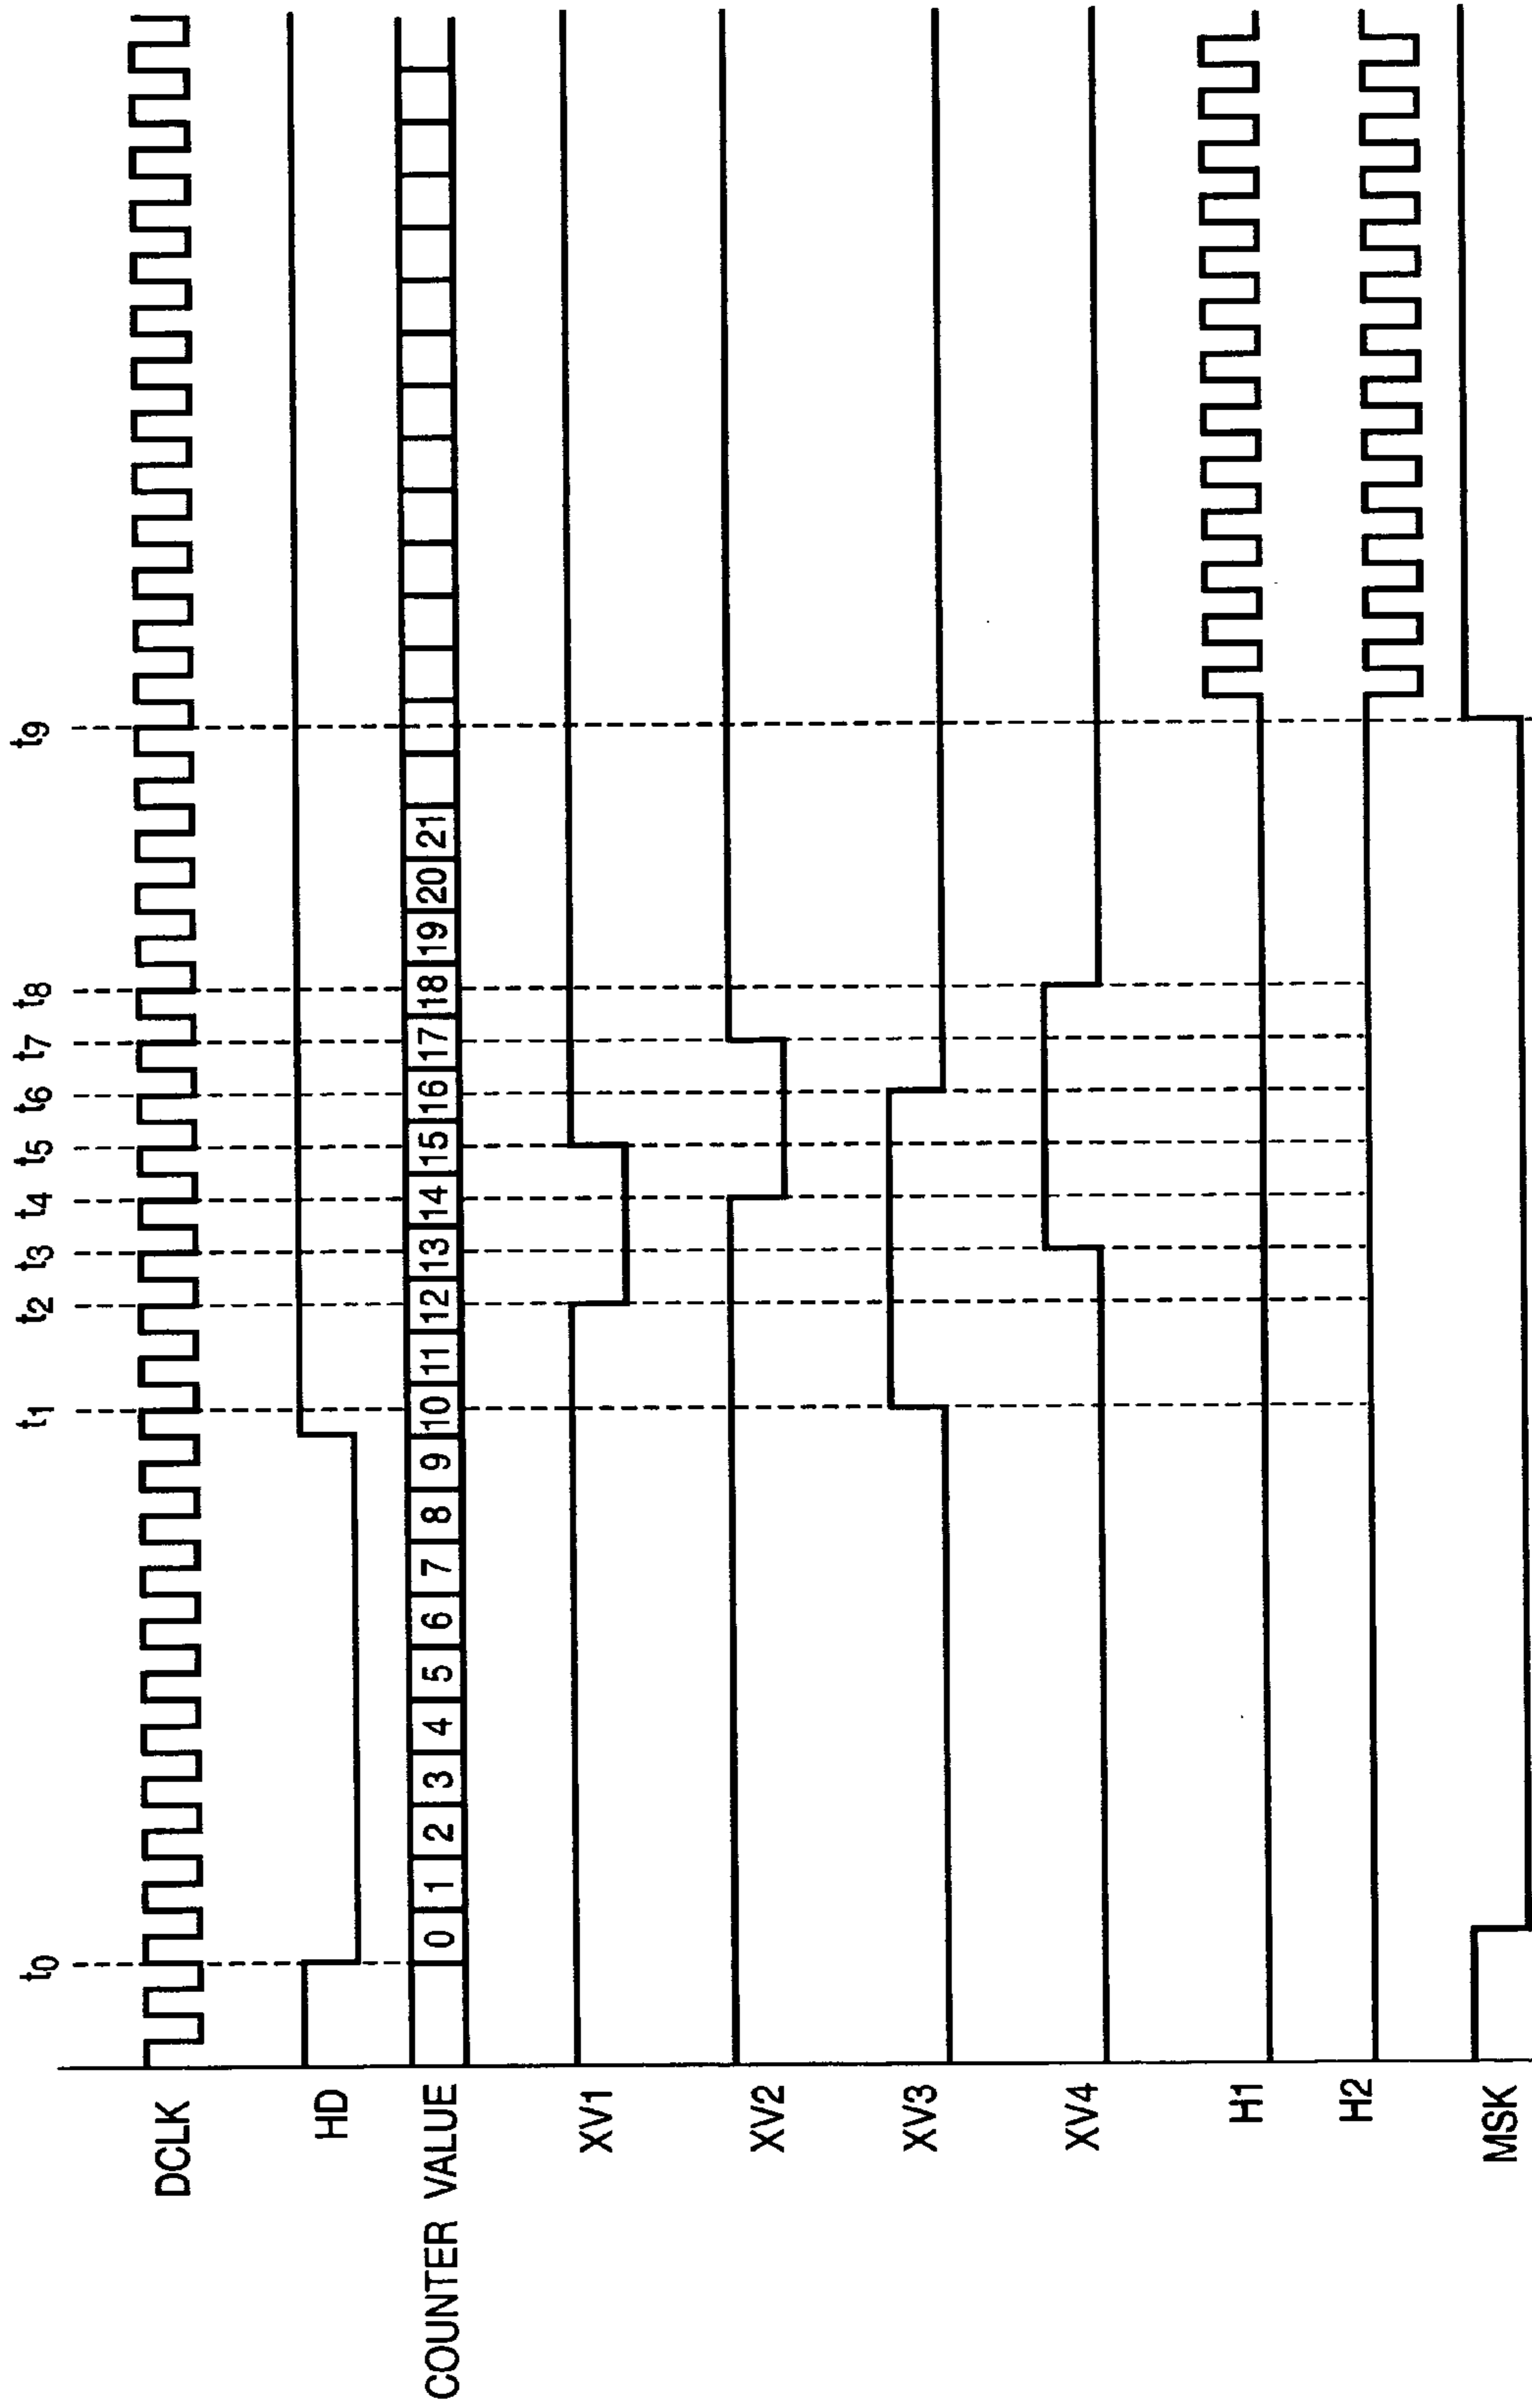 t0 t1 t2 t3 t4 t5 t6 t7 t8 t9
DCLK
HD
COUNTER VALUE 0 1 2 3 4 5 6 7 8 9 10 11 12 13 14 15 16 17 18 19 20 21
XV1
XV2
XV3
XV4
H1
H2
MSK